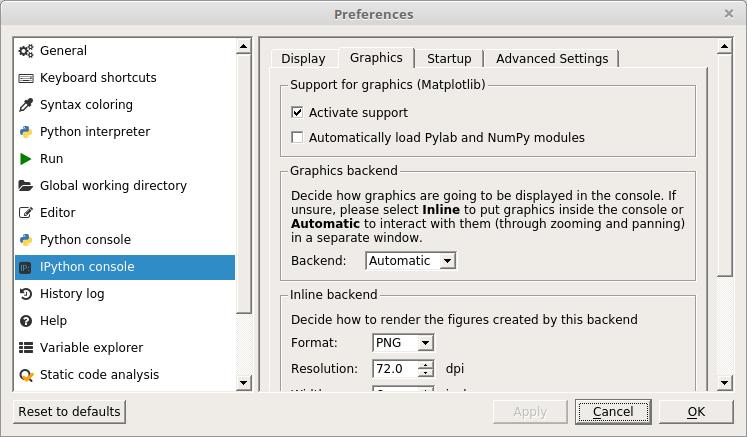 Preferences
General
Keyboard shortcuts
Syntax coloring
Python interpreter
Run
Global working directory
Editor
Python console
IPython console
History log
Help
Variable explorer
Static code analysis
Display Graphics Startup Advanced Settings
Support for graphics (Matplotlib)
Activate support
Automatically load Pylab and NumPy modules
Graphics backend
Decide how graphics are going to be displayed in the console. If
unsure, please select Inline to put graphics inside the console or
Automatic to interact with them (through zooming and panning)
in a separate window.
Backend: Automatic
Inline backend
Decide how to render the figures created by this backend
Format: PNG
Resolution: 72.0 dpi
Reset to defaults Apply Cancel OK